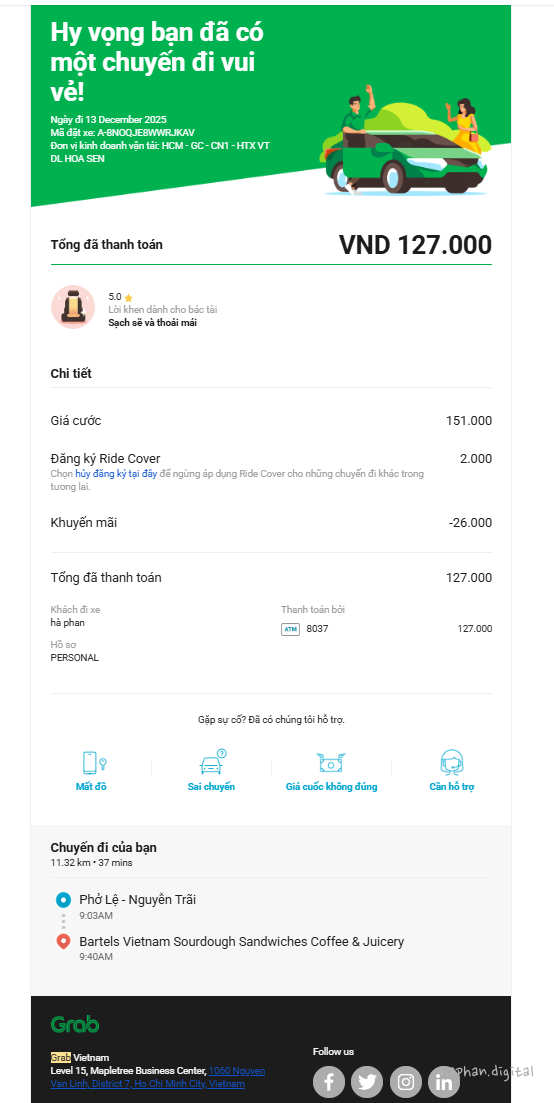 Hy vọng bạn đã có
một chuyến đi vui
vẻ!
Ngày đi 13 December 2025
Mã đặt xe: A-8NOQJE8WWRJKAV
Đơn vị kinh doanh vận tải: HCM - GC - CN1 - HTX VT
DL HOA SEN
Tổng đã thanh toán VND 127.000
5.0
Lời khen dành cho bác tài
Sạch sẽ và thoải mái
Chi tiết
Giá cước 151.000
Đăng ký Ride Cover 2.000
Chọn hủy đăng ký tại đây để ngừng áp dụng Ride Cover cho những chuyến đi khác trong
tương lai.
Khuyến mãi -26.000
Tổng đã thanh toán 127.000
Khách đi xe Thanh toán bởi
hà phan ATM 8037 127.000
Hồ sơ
PERSONAL
Gặp sự cố? Đã có chúng tôi hỗ trợ.
Mất đồ Sai chuyến Giá cuốc không đúng Cần hỗ trợ
Chuyến đi của bạn
11.32 km • 37 mins
Phở Lệ - Nguyễn Trãi
9:03AM
Bartels Vietnam Sourdough Sandwiches Coffee & Juicery
9:40AM
Grab
Grab Vietnam
Level 15, Mapletree Business Center, 1060 Nguyen
Van Linh, District 7, Ho Chi Minh City, Vietnam
Follow us
phan.digital